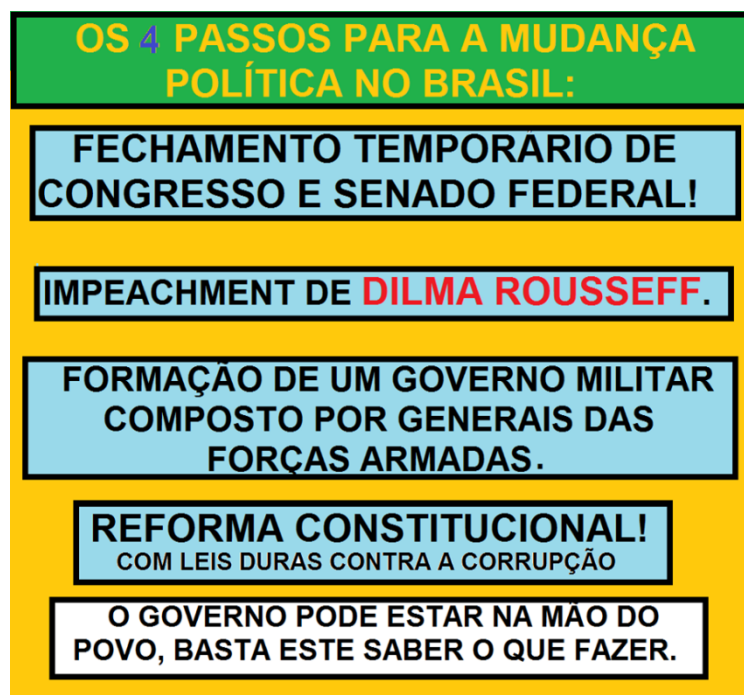 OS 4 PASSOS PARA A MUDANÇA
POLÍTICA NO BRASIL:
FECHAMENTO TEMPORÁRIO DE
CONGRESSO E SENADO FEDERAL!
IMPEACHMENT DE DILMA ROUSSEFF.
FORMAÇÃO DE UM GOVERNO MILITAR
COMPOSTO POR GENERAIS DAS
FORÇAS ARMADAS.
REFORMA CONSTITUCIONAL!
COM LEIS DURAS CONTRA A CORRUPÇÃO
O GOVERNO PODE ESTAR NA MÃO DO
POVO, BASTA ESTE SABER O QUE FAZER.